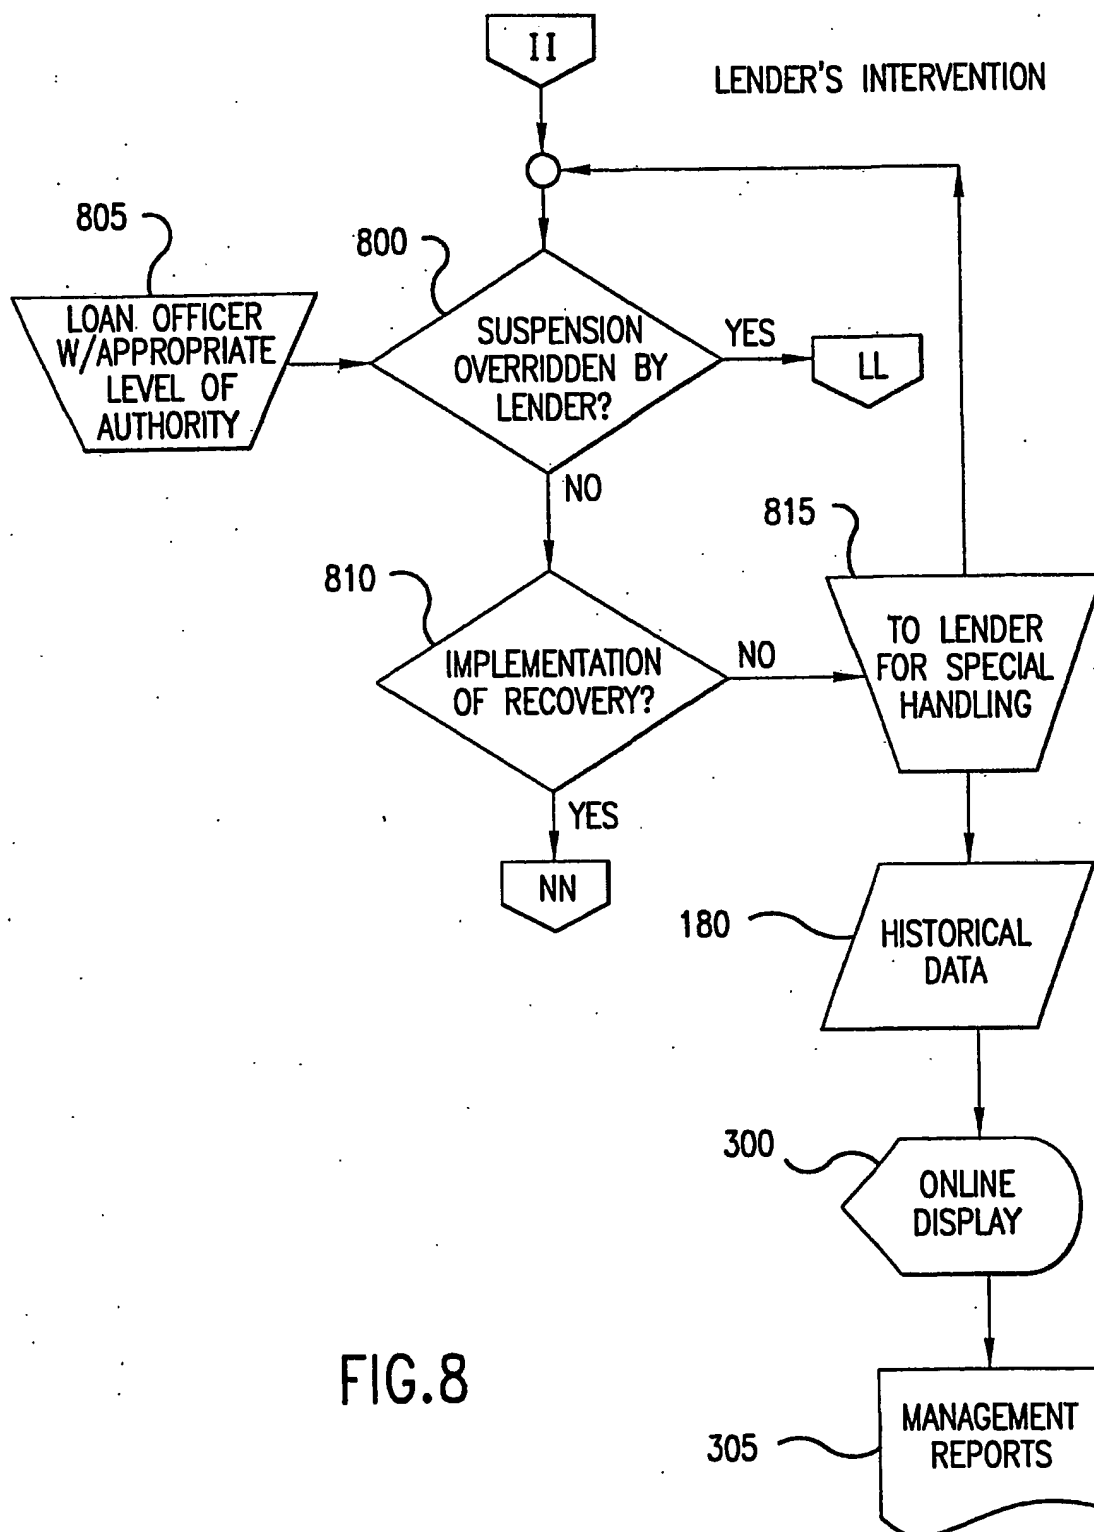 II
LENDER'S INTERVENTION
805
800
LOAN OFFICER
W/APPROPRIATE
LEVEL OF
AUTHORITY
SUSPENSION
OVERRIDDEN BY
LENDER?
YES
LL
NO
815
810
TO LENDER
FOR SPECIAL
HANDLING
IMPLEMENTATION
OF RECOVERY?
NO
YES
NN
180
HISTORICAL
DATA
300
ONLINE
DISPLAY
FIG.8
305
MANAGEMENT
REPORTS